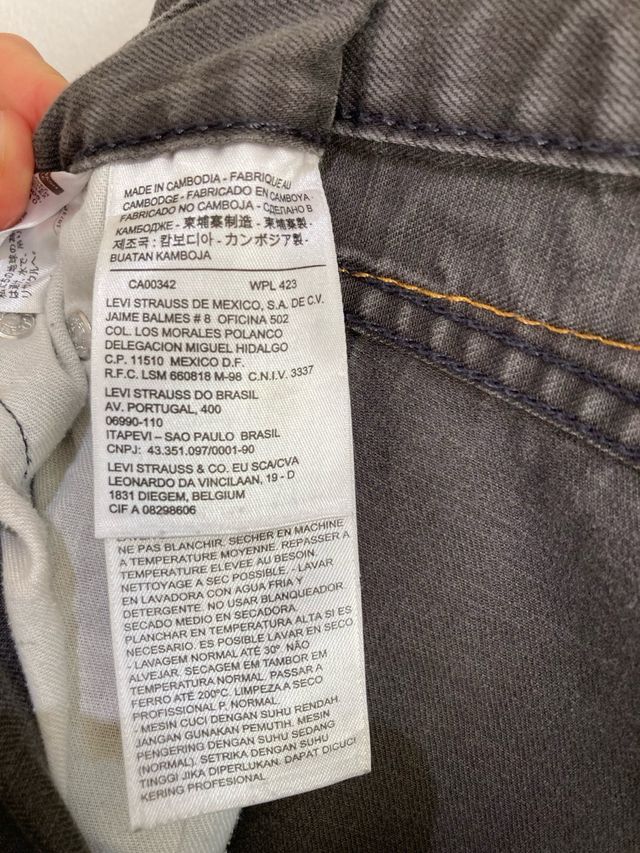 MADE IN CAMBODIA - FABRIQUE AU
CAMBODGE - FABRICADO EN CAMBOYA -
FABRICADO NO CAMBOJA - СДЕЛАНО В
КАМБОДЖЕ - 柬埔寨制造 - 柬埔寨製 -
제조국 : 캄보디아 - カンボジア製 -
BUATAN KAMBOJA
CA00342 WPL 423
LEVI STRAUSS DE MEXICO, S.A. DE C.V.
JAIME BALMES # 8 OFICINA 502
COL. LOS MORALES POLANCO
DELEGACION MIGUEL HIDALGO
C.P. 11510 MEXICO D.F.
R.F.C. LSM 660818 M-98 C.N.I.V. 3337
LEVI STRAUSS DO BRASIL
AV. PORTUGAL, 400
06990-110
ITAPEVI – SAO PAULO BRASIL
CNPJ: 43.351.097/0001-90
LEVI STRAUSS & CO. EU SCA/CVA
LEONARDO DA VINCILAAN, 19 - D
1831 DIEGEM, BELGIUM
CIF A 08298606
NE PAS BLANCHIR. SECHER EN MACHINE
A TEMPERATURE MOYENNE. REPASSER A
TEMPERATURE ELEVEE AU BESOIN.
NETTOYAGE A SEC POSSIBLE. - LAVAR
EN LAVADORA CON AGUA FRIA Y
DETERGENTE. NO USAR BLANQUEADOR.
SECADO MEDIO EN SECADORA.
PLANCHAR EN TEMPERATURA ALTA SI ES
NECESARIO. ES POSIBLE LAVAR EN SECO.
- LAVAGEM NORMAL ATÉ 30º. NÃO
ALVEJAR. SECAGEM EM TAMBOR EM
TEMPERATURA NORMAL. PASSAR A
FERRO ATÉ 200ºC. LIMPEZA A SECO
PROFISSIONAL P. NORMAL.
- MESIN CUCI DENGAN SUHU RENDAH.
JANGAN GUNAKAN PEMUTIH. MESIN
PENGERING DENGAN SUHU SEDANG
(NORMAL). SETRIKA DENGAN SUHU
TINGGI JIKA DIPERLUKAN. DAPAT DICUCI
KERING PROFESIONAL.